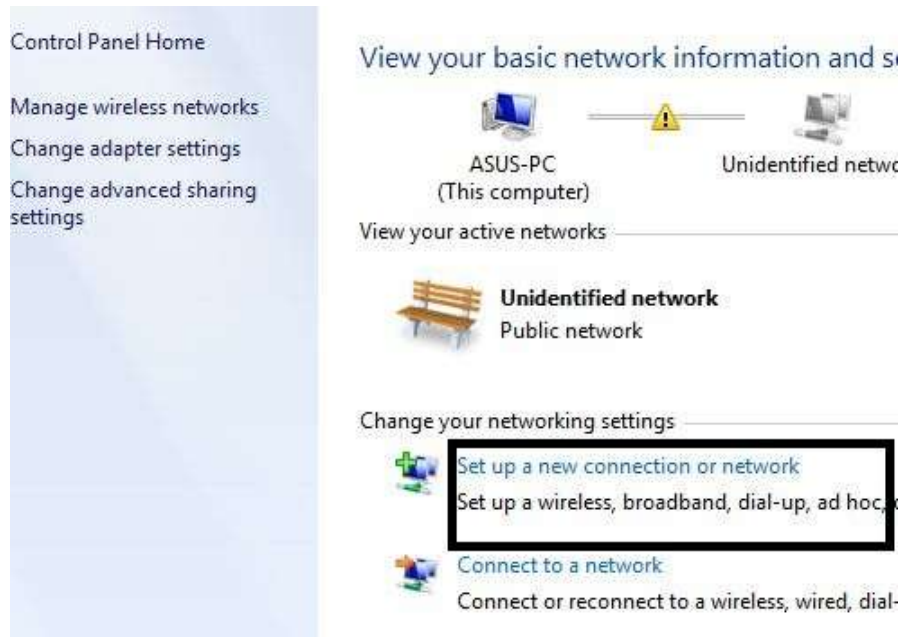 Control Panel Home
Manage wireless networks
Change adapter settings
Change advanced sharing
settings
View your basic network information and
ASUS-PC
(This computer)
Unidentified
View your active networks
Unidentified network
Public network
Change your networking settings
Set up a new connection or network
Set up a wireless, broadband, dial-up, ad hoc,
Connect to a network
Connect or reconnect to a wireless, wired, dial-